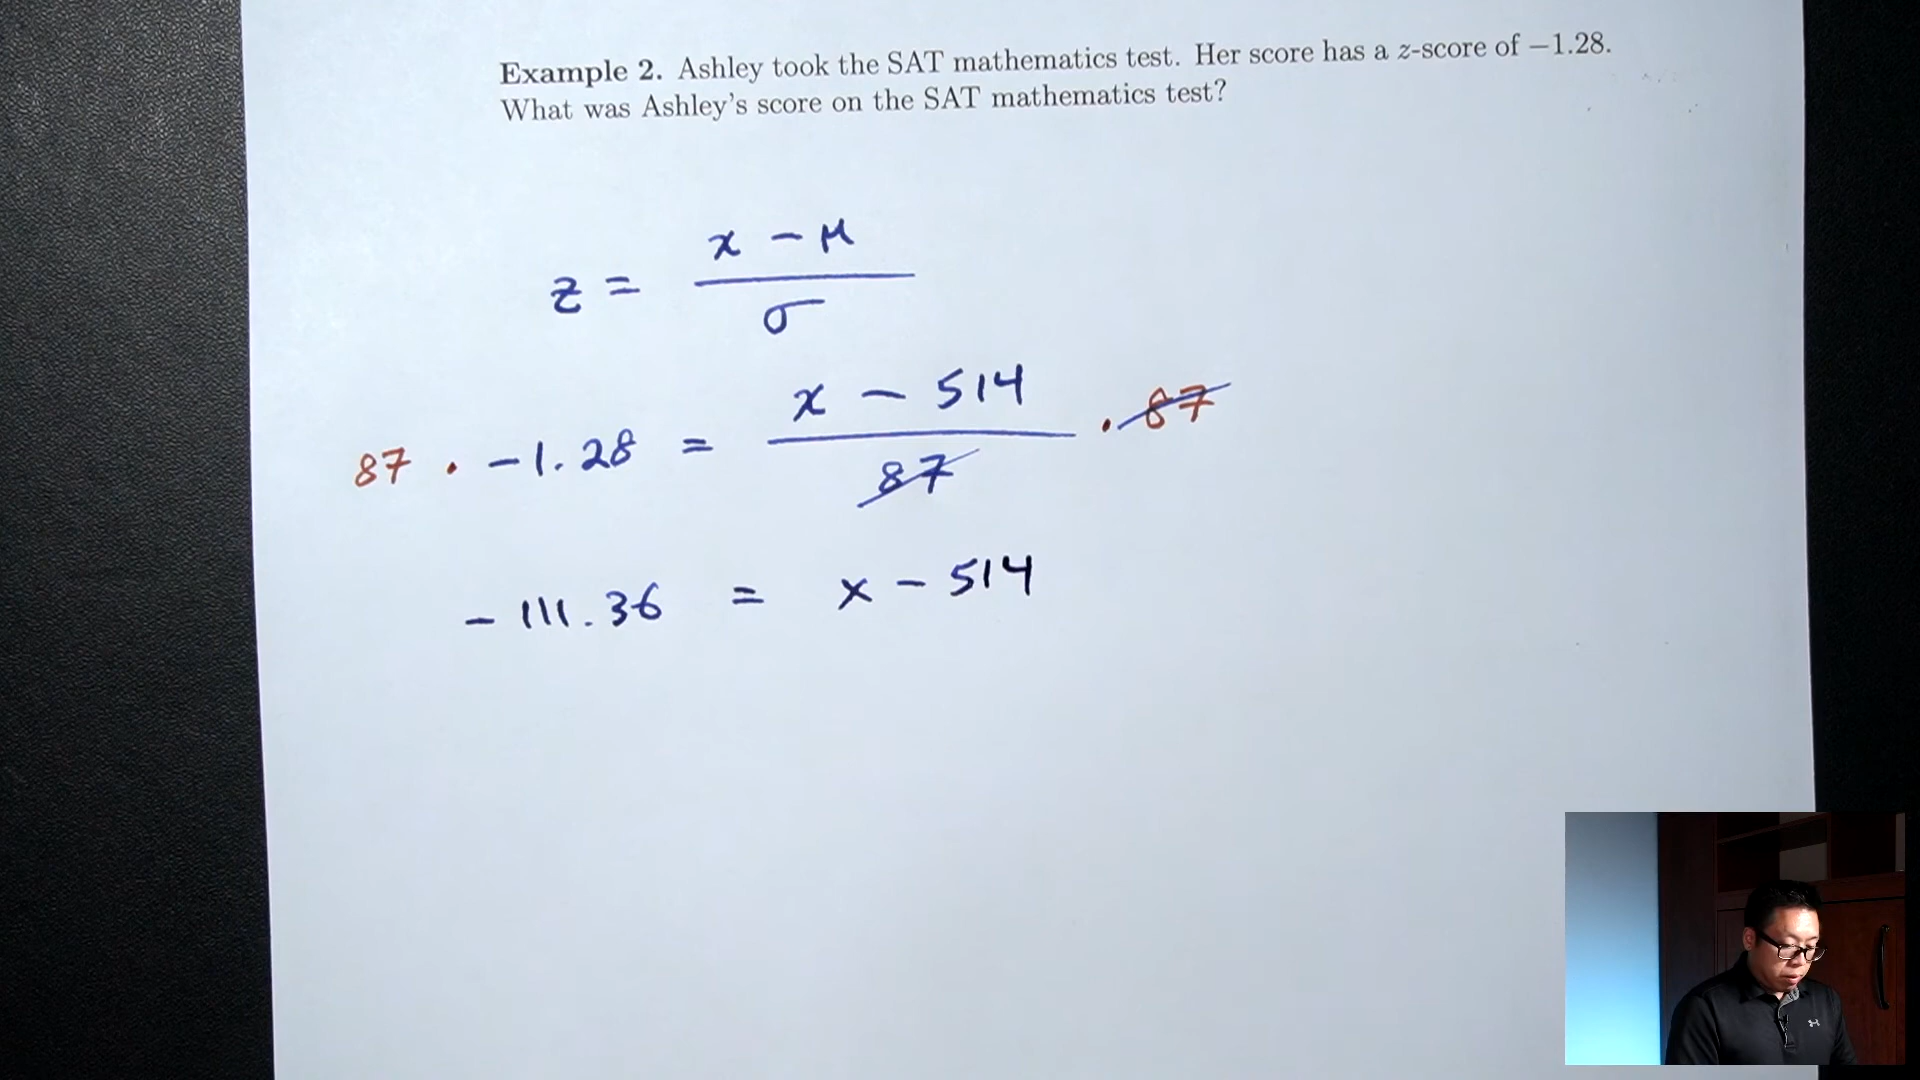 Example 2. Ashley took the SAT mathematics test. Her score has a z-score of −1.28.
What was Ashley's score on the SAT mathematics test?
z = x − μ / σ
87 · −1.28 = x − 514 / 87 · 87
− 111.36 = x − 514